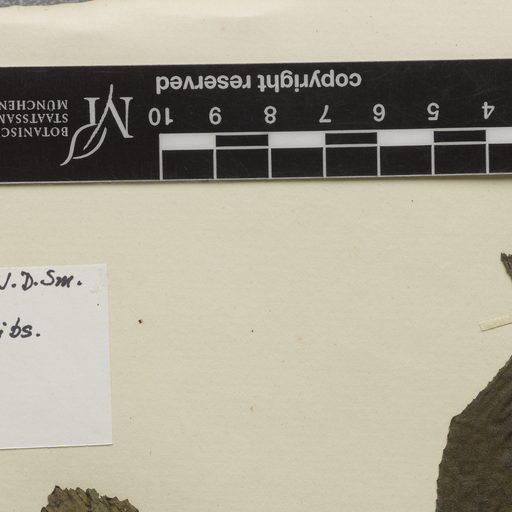 copyright reserved
10 9 8 7 6 5 4
BOTANISC
STAATSSAM
MÜNCHEN
M
.D.Sm.
ibs.